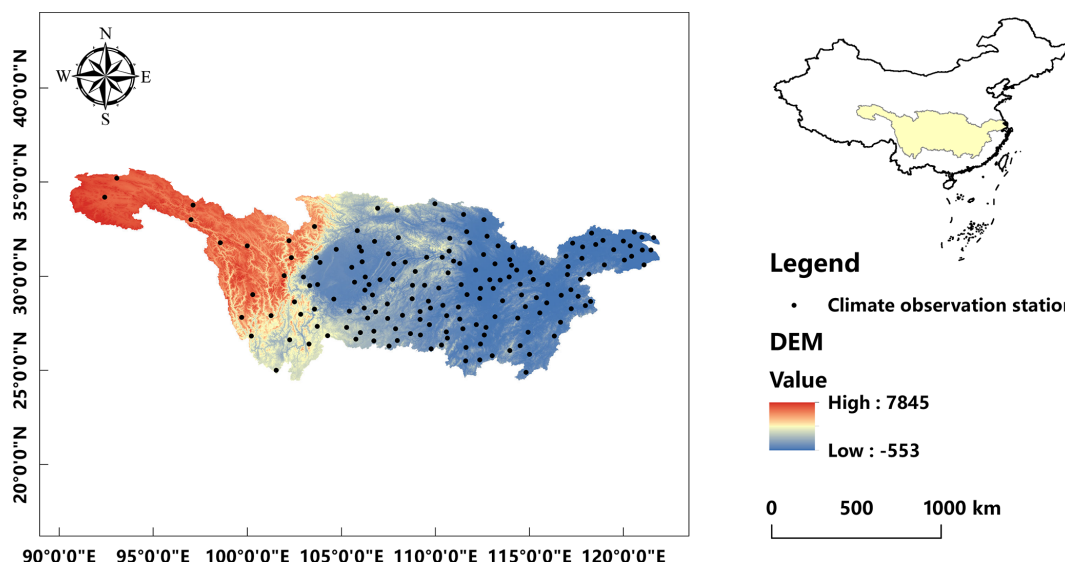 N
W E
S
40°0'0"N
35°0'0"N
30°0'0"N
25°0'0"N
20°0'0"N
90°0'0"E 95°0'0"E 100°0'0"E 105°0'0"E 110°0'0"E 115°0'0"E 120°0'0"E
Legend
Climate observation station
DEM
Value
High : 7845
Low : -553
0 500 1000 km